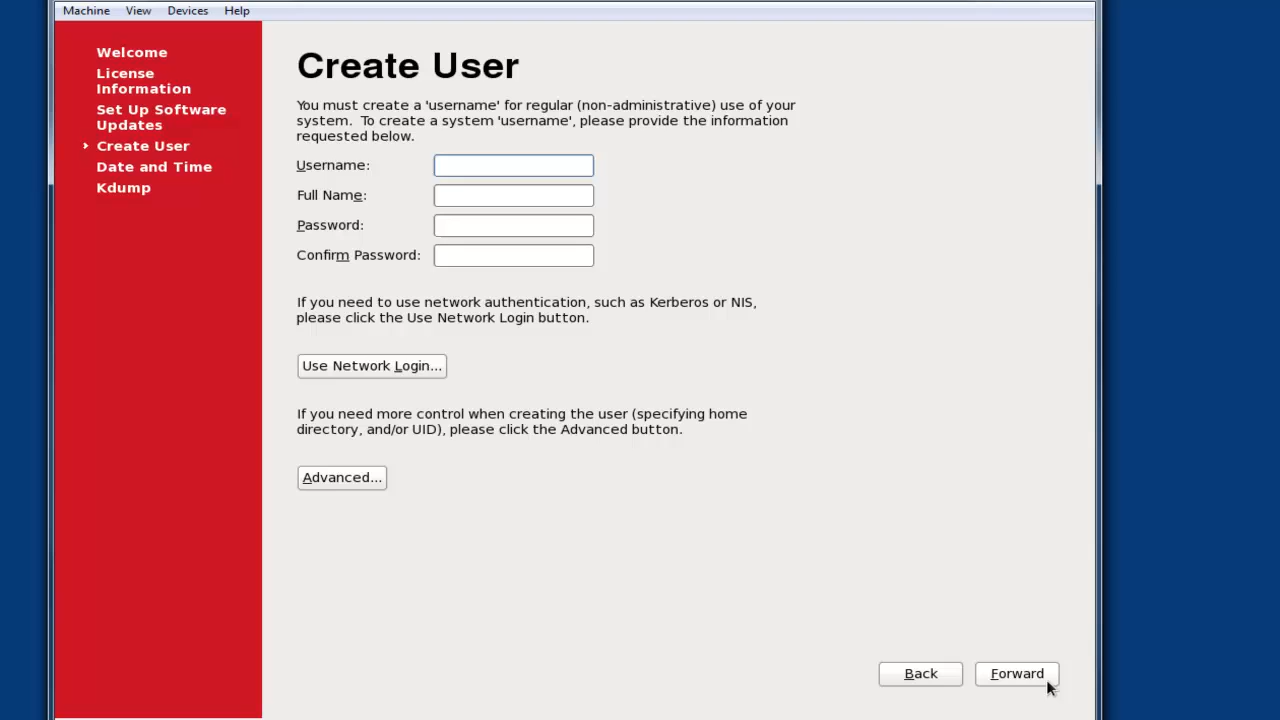 Machine View Devices Help
Welcome
License
Information
Set Up Software
Updates
Create User
Date and Time
Kdump
Create User
You must create a 'username' for regular (non-administrative) use of your
system.  To create a system 'username', please provide the information
requested below.
Username:
Full Name:
Password:
Confirm Password:
If you need to use network authentication, such as Kerberos or NIS,
please click the Use Network Login button.
Use Network Login...
If you need more control when creating the user (specifying home
directory, and/or UID), please click the Advanced button.
Advanced...
Back Forward